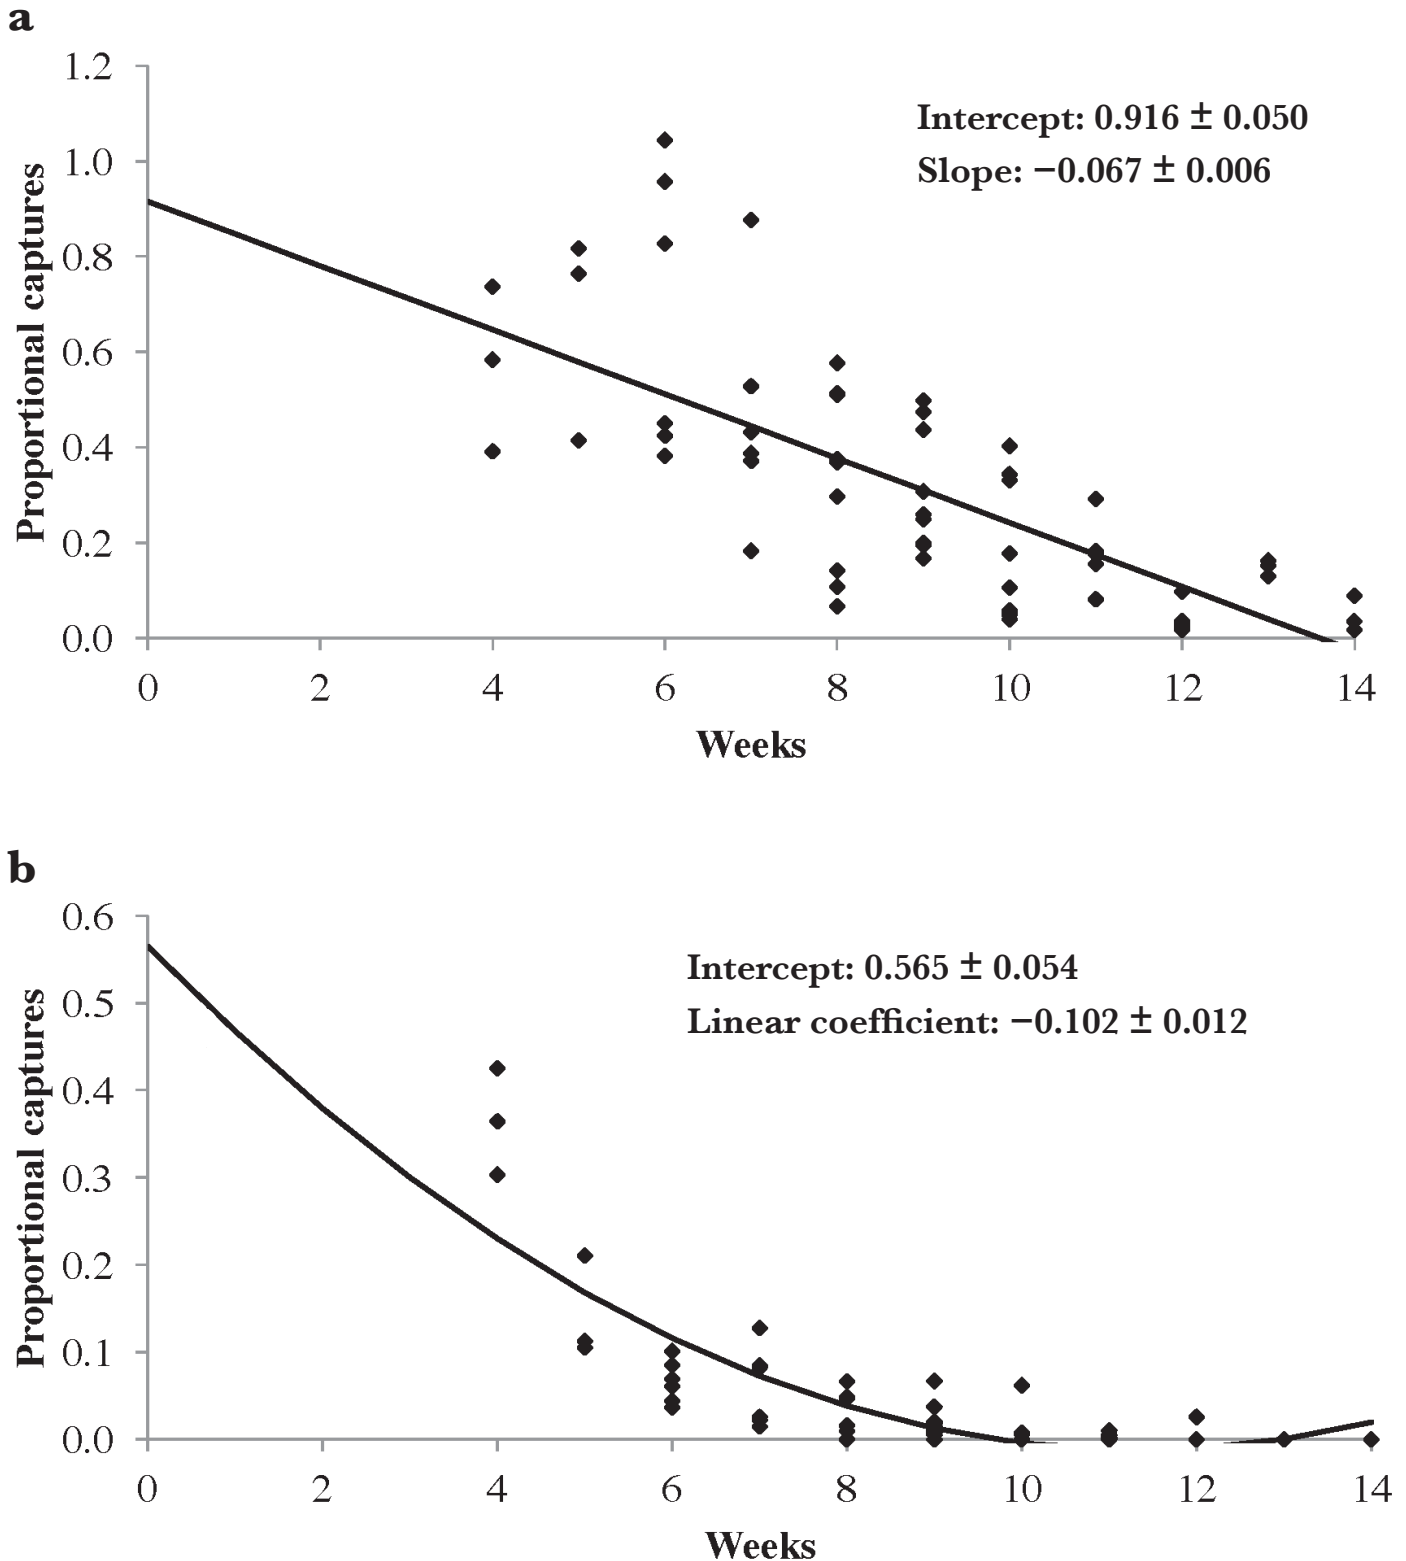 a
1.2
1.0
0.8
0.6
0.4
0.2
0.0
Proportional captures
Intercept: 0.916 ± 0.050
Slope: −0.067 ± 0.006
0 2 4 6 8 10 12 14
Weeks
b
0.6
0.5
0.4
0.3
0.2
0.1
0.0
Proportional captures
Intercept: 0.565 ± 0.054
Linear coefficient: −0.102 ± 0.012
0 2 4 6 8 10 12 14
Weeks